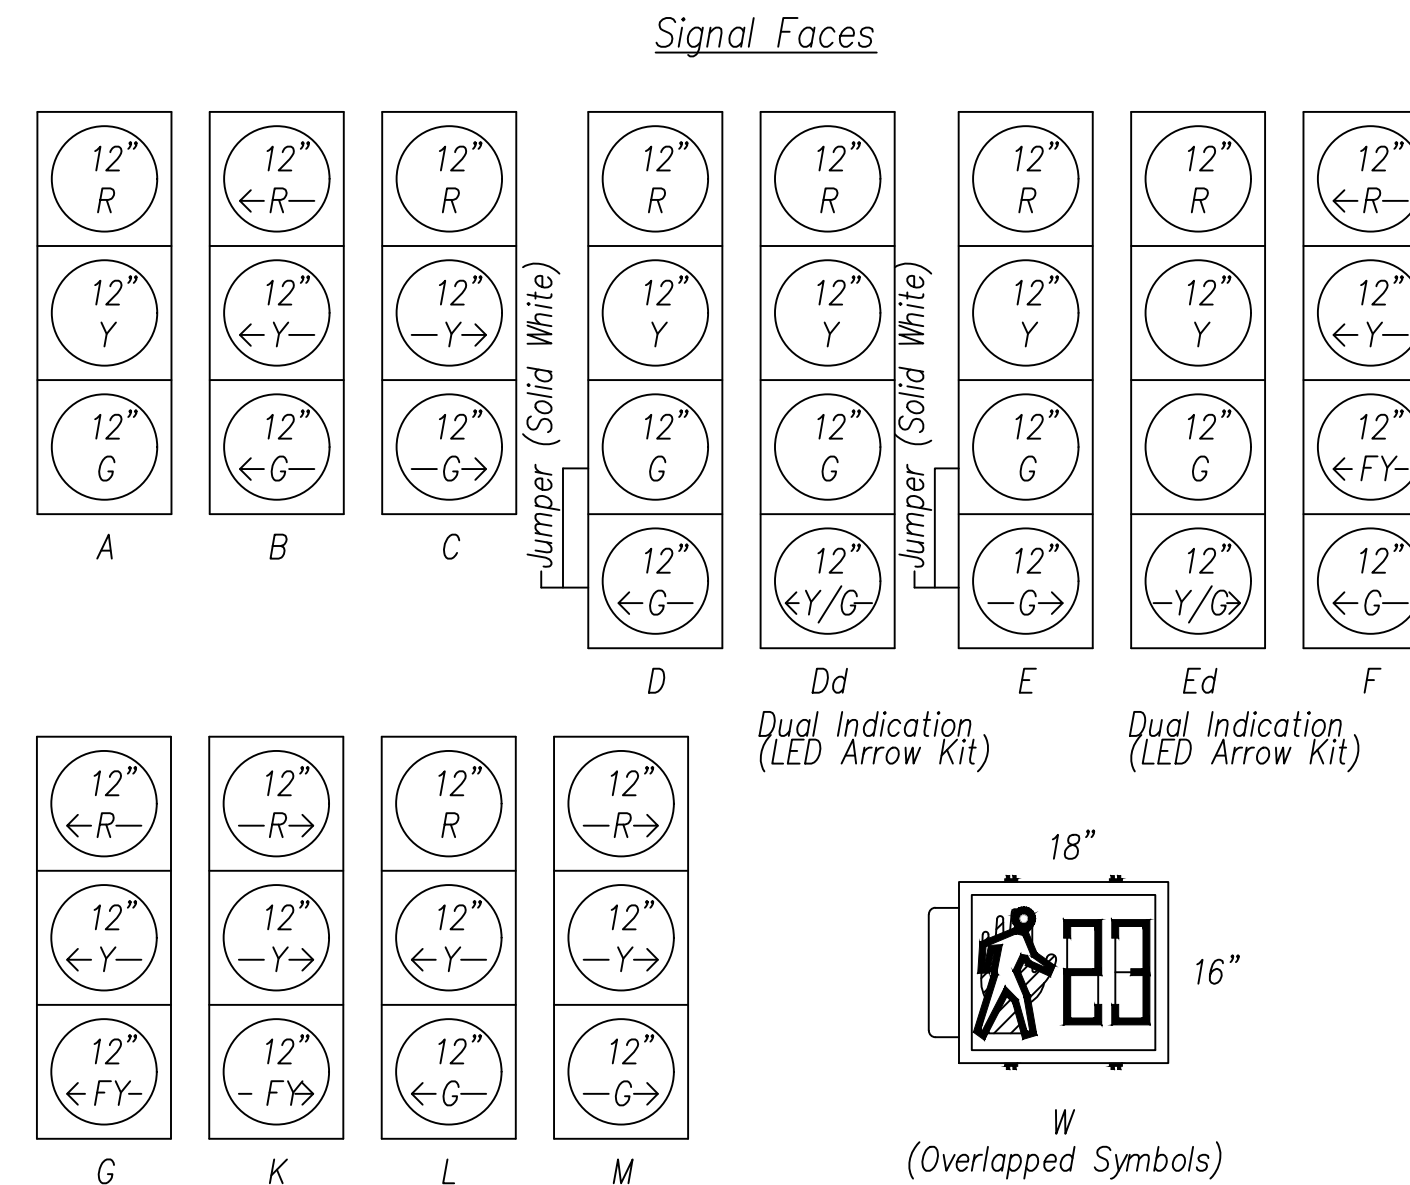 Signal Faces
12" 12" 12" 12" 12" 12" 12" 12"
R ←R— R R R R R ←R—
12" 12" 12" 12" 12" 12" 12" 12"
Y ←Y— —Y→ Y Y Y Y ←Y—
12" 12" 12" 12" 12" 12" 12" 12"
G ←G— —G→ G G G G ←FY-
Jumper (Solid White)
Jumper (Solid White)
A B C
12" 12" 12" 12" 12"
←G— ←Y/G— —G→ —Y/G→ ←G—
D Dd E Ed F
Dual Indication Dual Indication
(LED Arrow Kit) (LED Arrow Kit)
12" 12" 12" 12"
←R— —R→ R —R→
12" 12" 12" 12"
←Y— —Y→ ←Y— —Y→
12" 12" 12" 12"
←FY- - FY→ ←G— —G→
G K L M
18"
23
16"
W
(Overlapped Symbols)